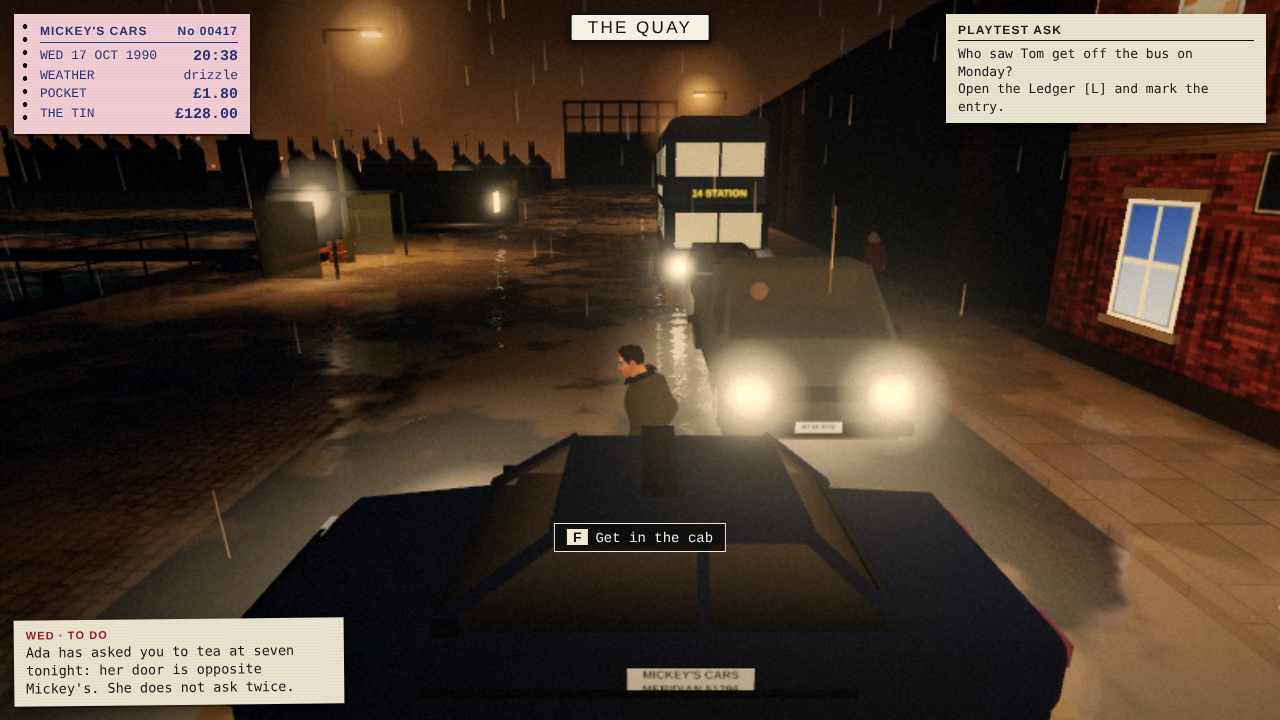 MICKEY'S CARS No 00417
WED 17 OCT 1990 20:38
WEATHER drizzle
POCKET £1.80
THE TIN £128.00
THE QUAY
PLAYTEST ASK
Who saw Tom get off the bus on
Monday?
Open the Ledger [L] and mark the
entry.
14 STATION
F Get in the cab
WED · TO DO
Ada has asked you to tea at seven
tonight: her door is opposite
Mickey's. She does not ask twice.
MICKEY'S CARS
MERIDIAN